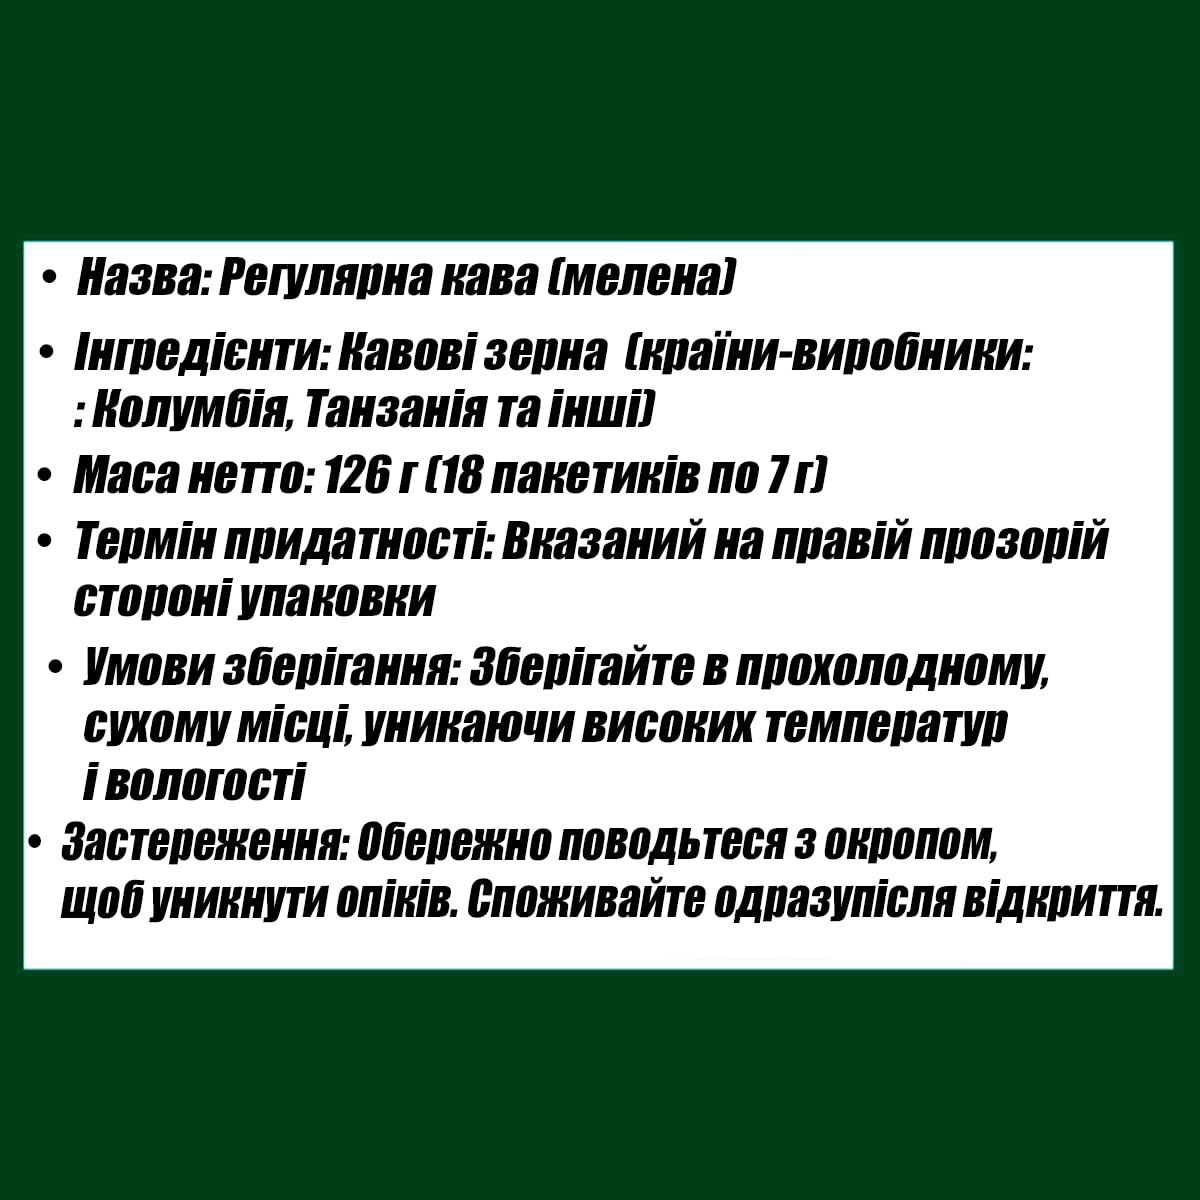 • Назва: Регулярна кава (мелена)
• Інгредієнти: Кавові зерна (країни-виробники:
: Колумбія, Танзанія та інші)
• Маса нетто: 126 г (18 пакетиків по 7 г)
• Термін придатності: Вказаний на правій прозорій
стороні упаковки
• Умови зберігання: Зберігайте в прохолодному,
сухому місці, уникаючи високих температур
і вологості
• Застереження: Обережно поводьтеся з окропом,
щоб уникнути опіків. Споживайте одразупісля відкриття.